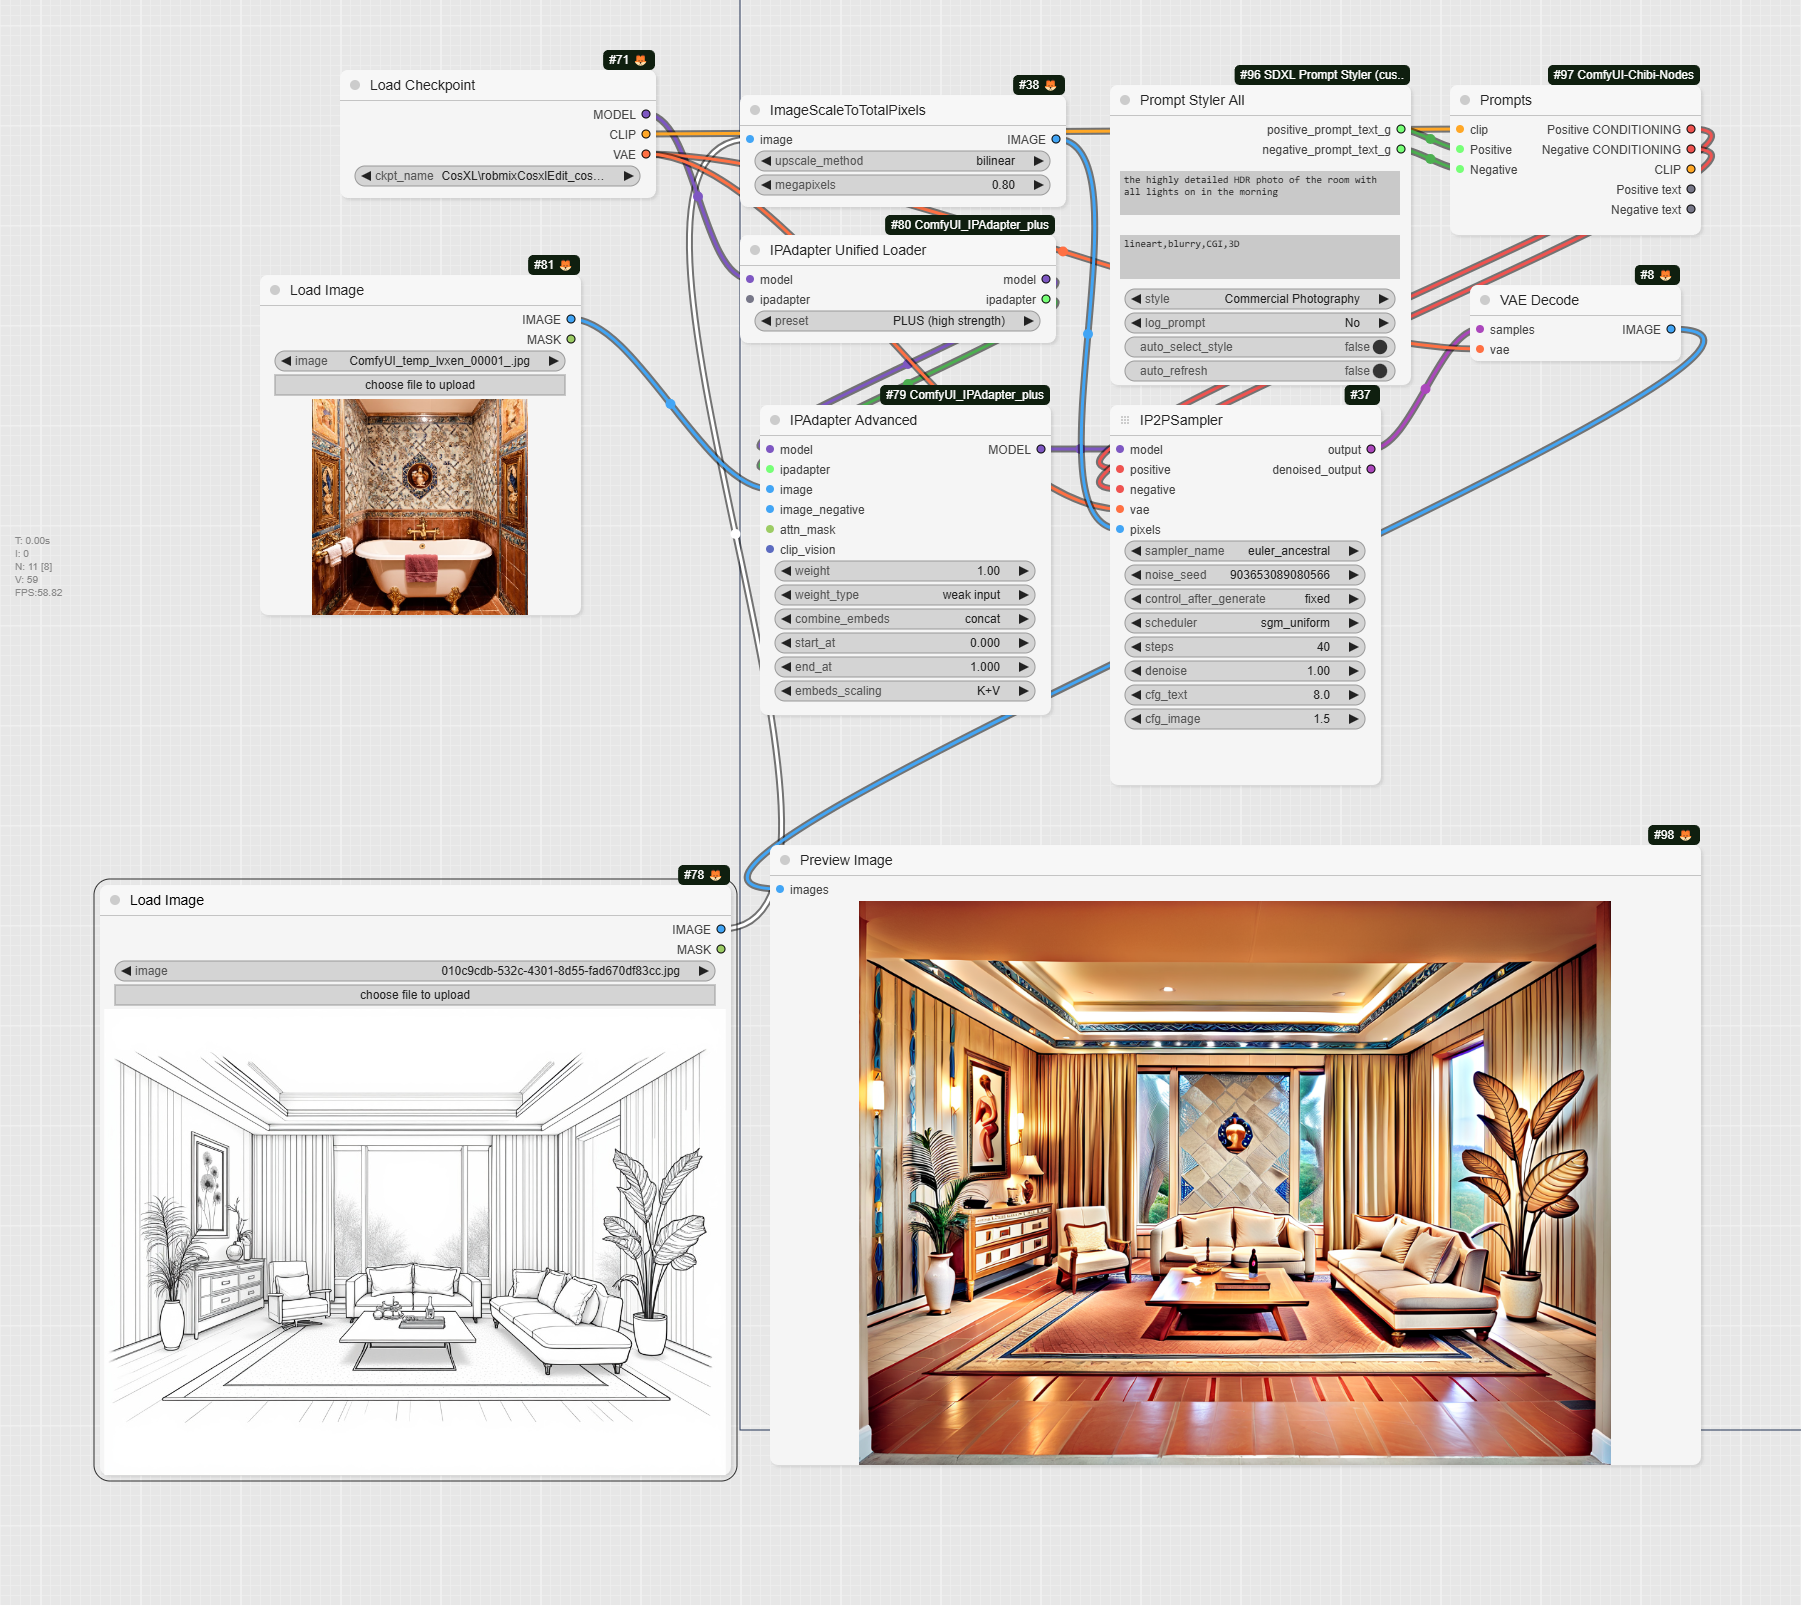 #71
Load Checkpoint
MODEL
CLIP
VAE
ckpt_name CosXL\robmixCosxlEdit_cos...
#81
Load Image
IMAGE
MASK
image ComfyUI_temp_lvxen_00001_.jpg
choose file to upload
T: 0.00s
I: 0
N: 11 [8]
V: 59
FPS:58.82
#38
ImageScaleToTotalPixels
image IMAGE
upscale_method bilinear
megapixels 0.80
#80 ComfyUI_IPAdapter_plus
IPAdapter Unified Loader
model model
ipadapter ipadapter
preset PLUS (high strength)
#79 ComfyUI_IPAdapter_plus
IPAdapter Advanced
model MODEL
ipadapter
image
image_negative
attn_mask
clip_vision
weight 1.00
weight_type weak input
combine_embeds concat
start_at 0.000
end_at 1.000
embeds_scaling K+V
#96 SDXL Prompt Styler (cus..
Prompt Styler All
positive_prompt_text_g
negative_prompt_text_g
the highly detailed HDR photo of the room with
all lights on in the morning
lineart,blurry,CGI,3D
style Commercial Photography
log_prompt No
auto_select_style false
auto_refresh false
#97 ComfyUI-Chibi-Nodes
Prompts
clip Positive CONDITIONING
Positive Negative CONDITIONING
Negative CLIP
Positive text
Negative text
#8
VAE Decode
samples IMAGE
vae
#37
IP2PSampler
model output
positive denoised_output
negative
vae
pixels
sampler_name euler_ancestral
noise_seed 903653089080566
control_after_generate fixed
scheduler sgm_uniform
steps 40
denoise 1.00
cfg_text 8.0
cfg_image 1.5
#78
Load Image
IMAGE
MASK
image 010c9cdb-532c-4301-8d55-fad670df83cc.jpg
choose file to upload
#98
Preview Image
images